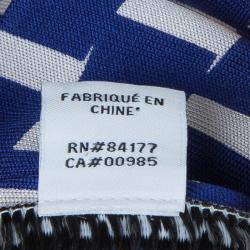 FABRIQUÉ EN
CHINE*
RN#84177
CA#00985